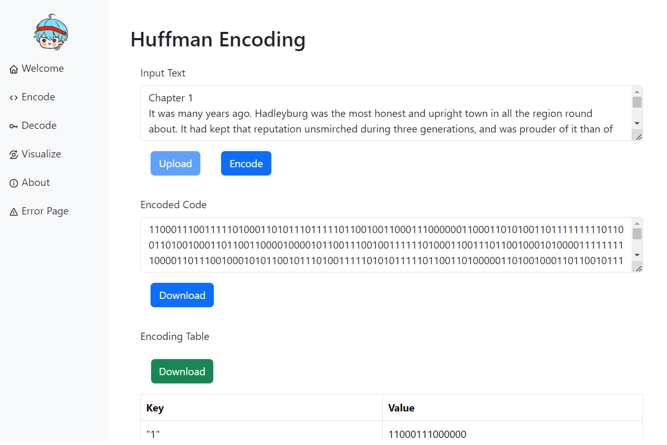 Huffman Encoding
Welcome
Encode
Decode
Visualize
About
Error Page
Input Text
Chapter 1
It was many years ago. Hadleyburg was the most honest and upright town in all the region round
about. It had kept that reputation unsmirched during three generations, and was prouder of it than of
Upload
Encode
Encoded Code
Download
Encoding Table
Download
Key Value
"1" 11000111000000